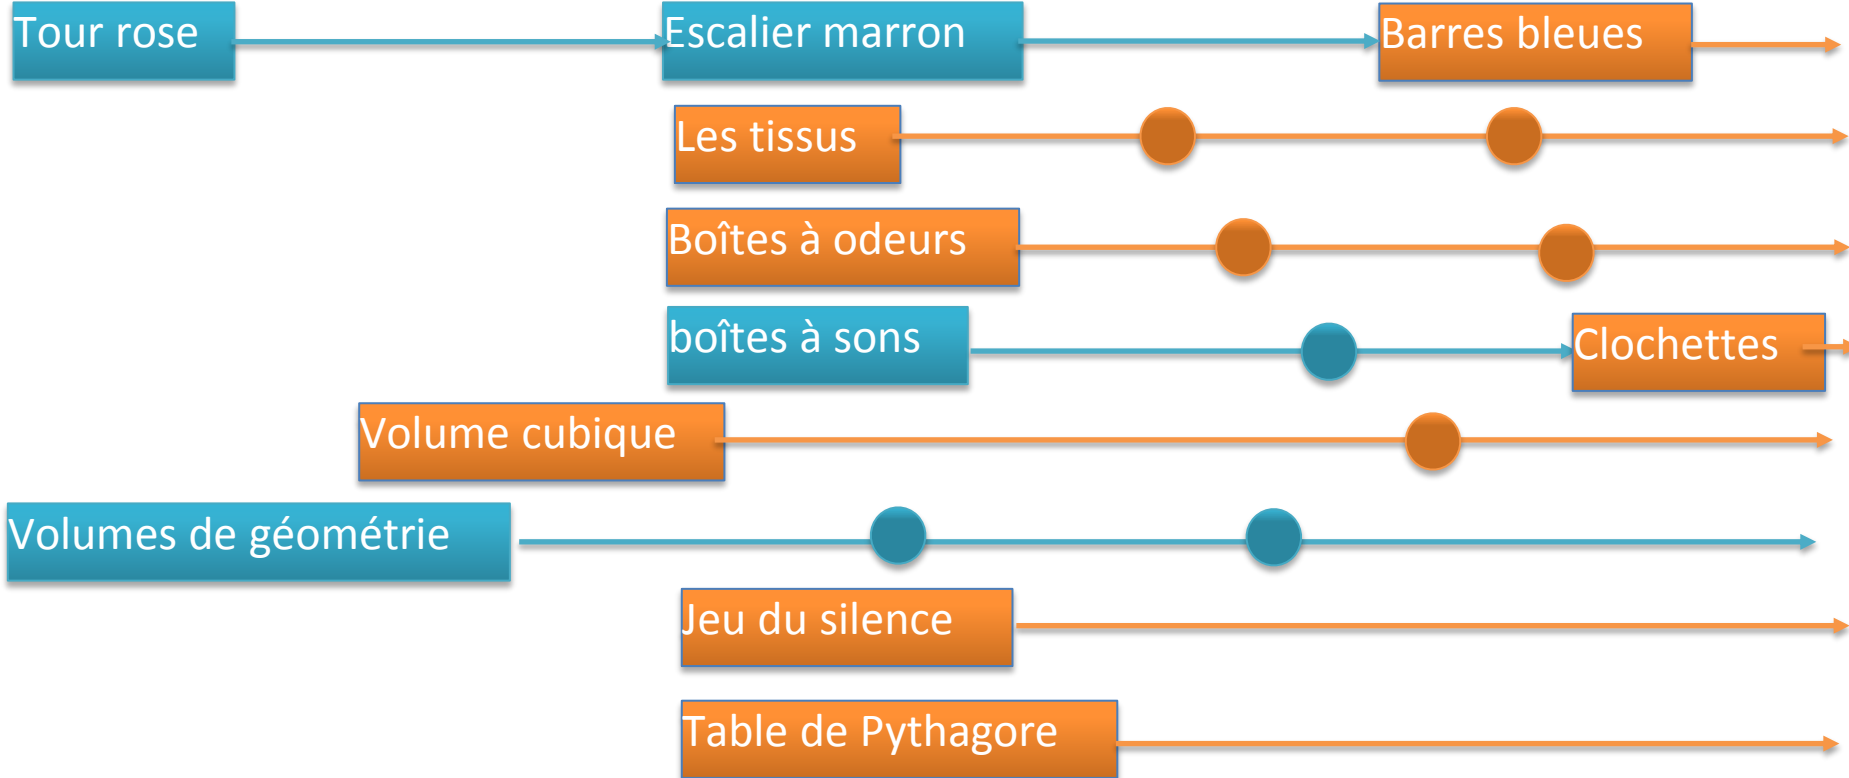 Tour rose
Escalier marron
Barres bleues
Les tissus
Boîtes à odeurs
boîtes à sons
Clochettes
Volume cubique
Volumes de géométrie
Jeu du silence
Table de Pythagore